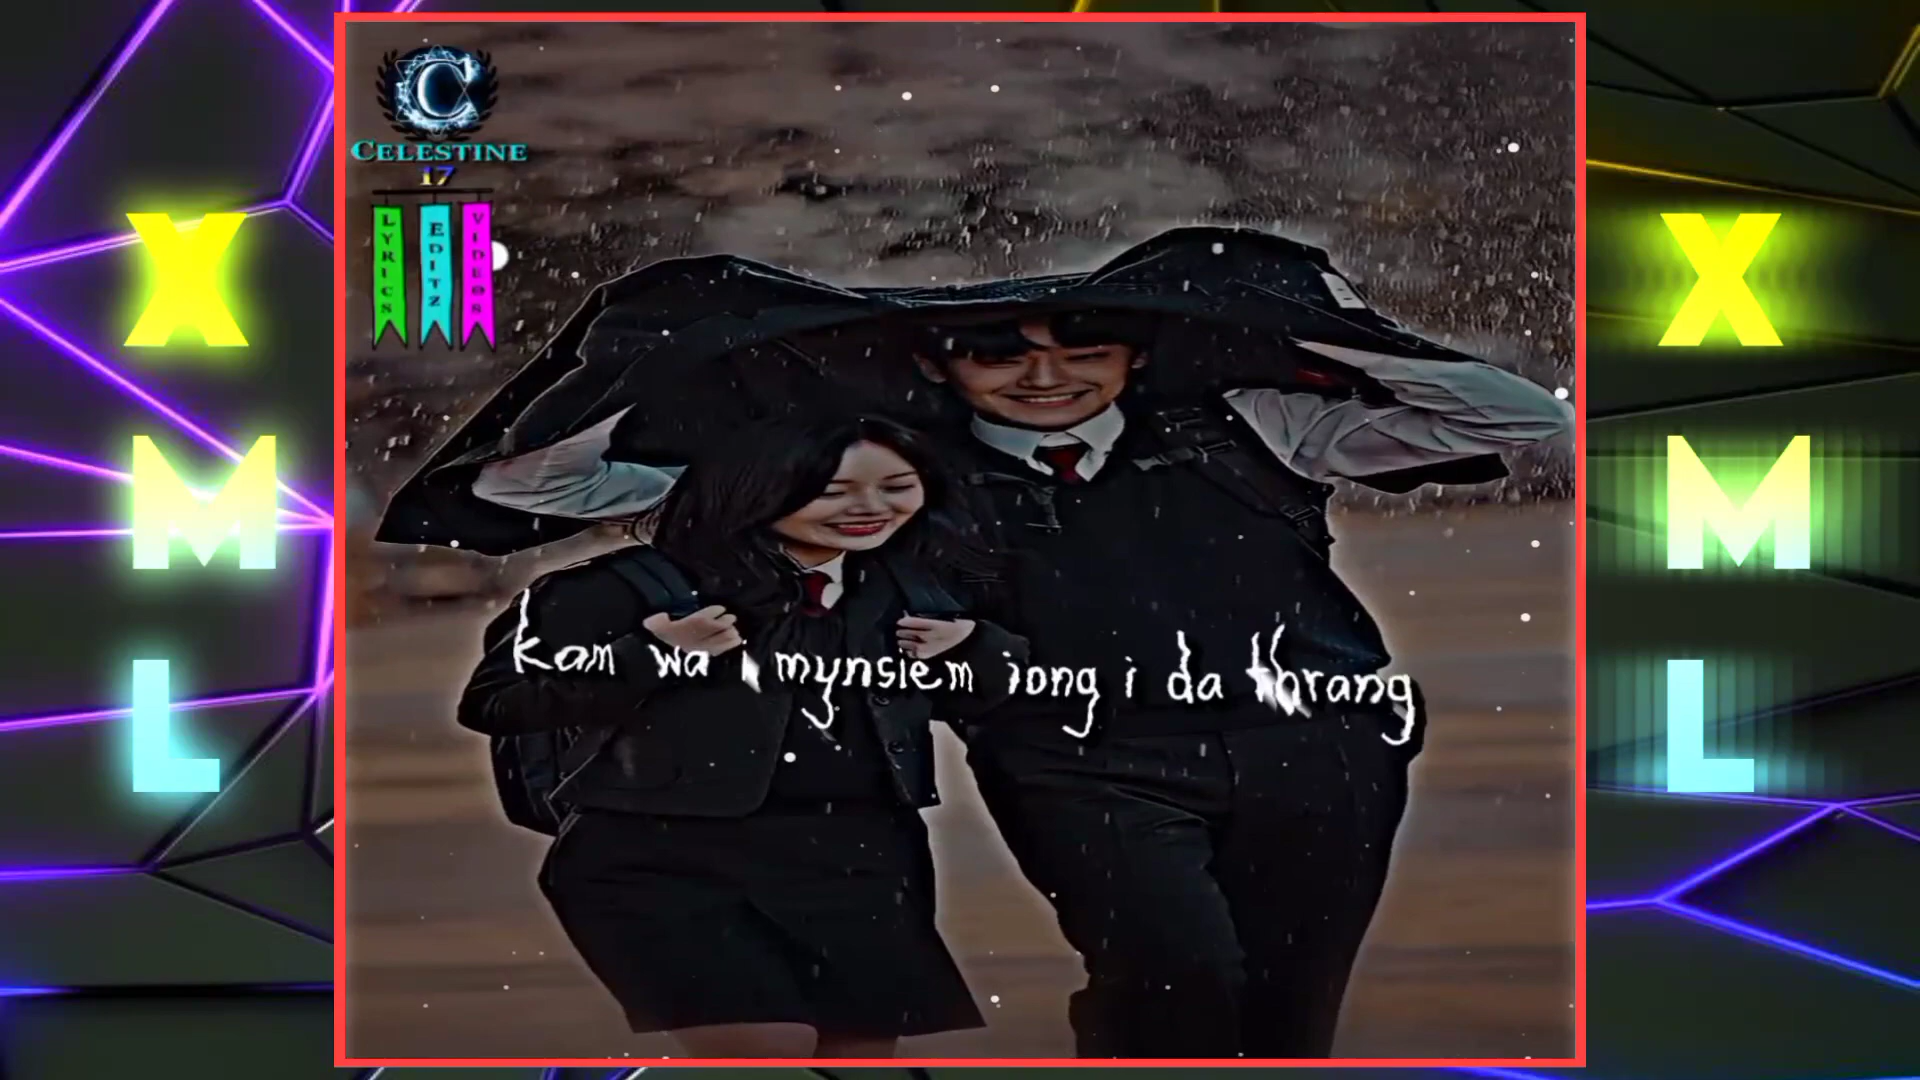 C
CELESTINE
17
LYRICS
EDITZ
VIDEOS
X
M
L
kam wa i mynsiem iong i da thrang
X
M
L